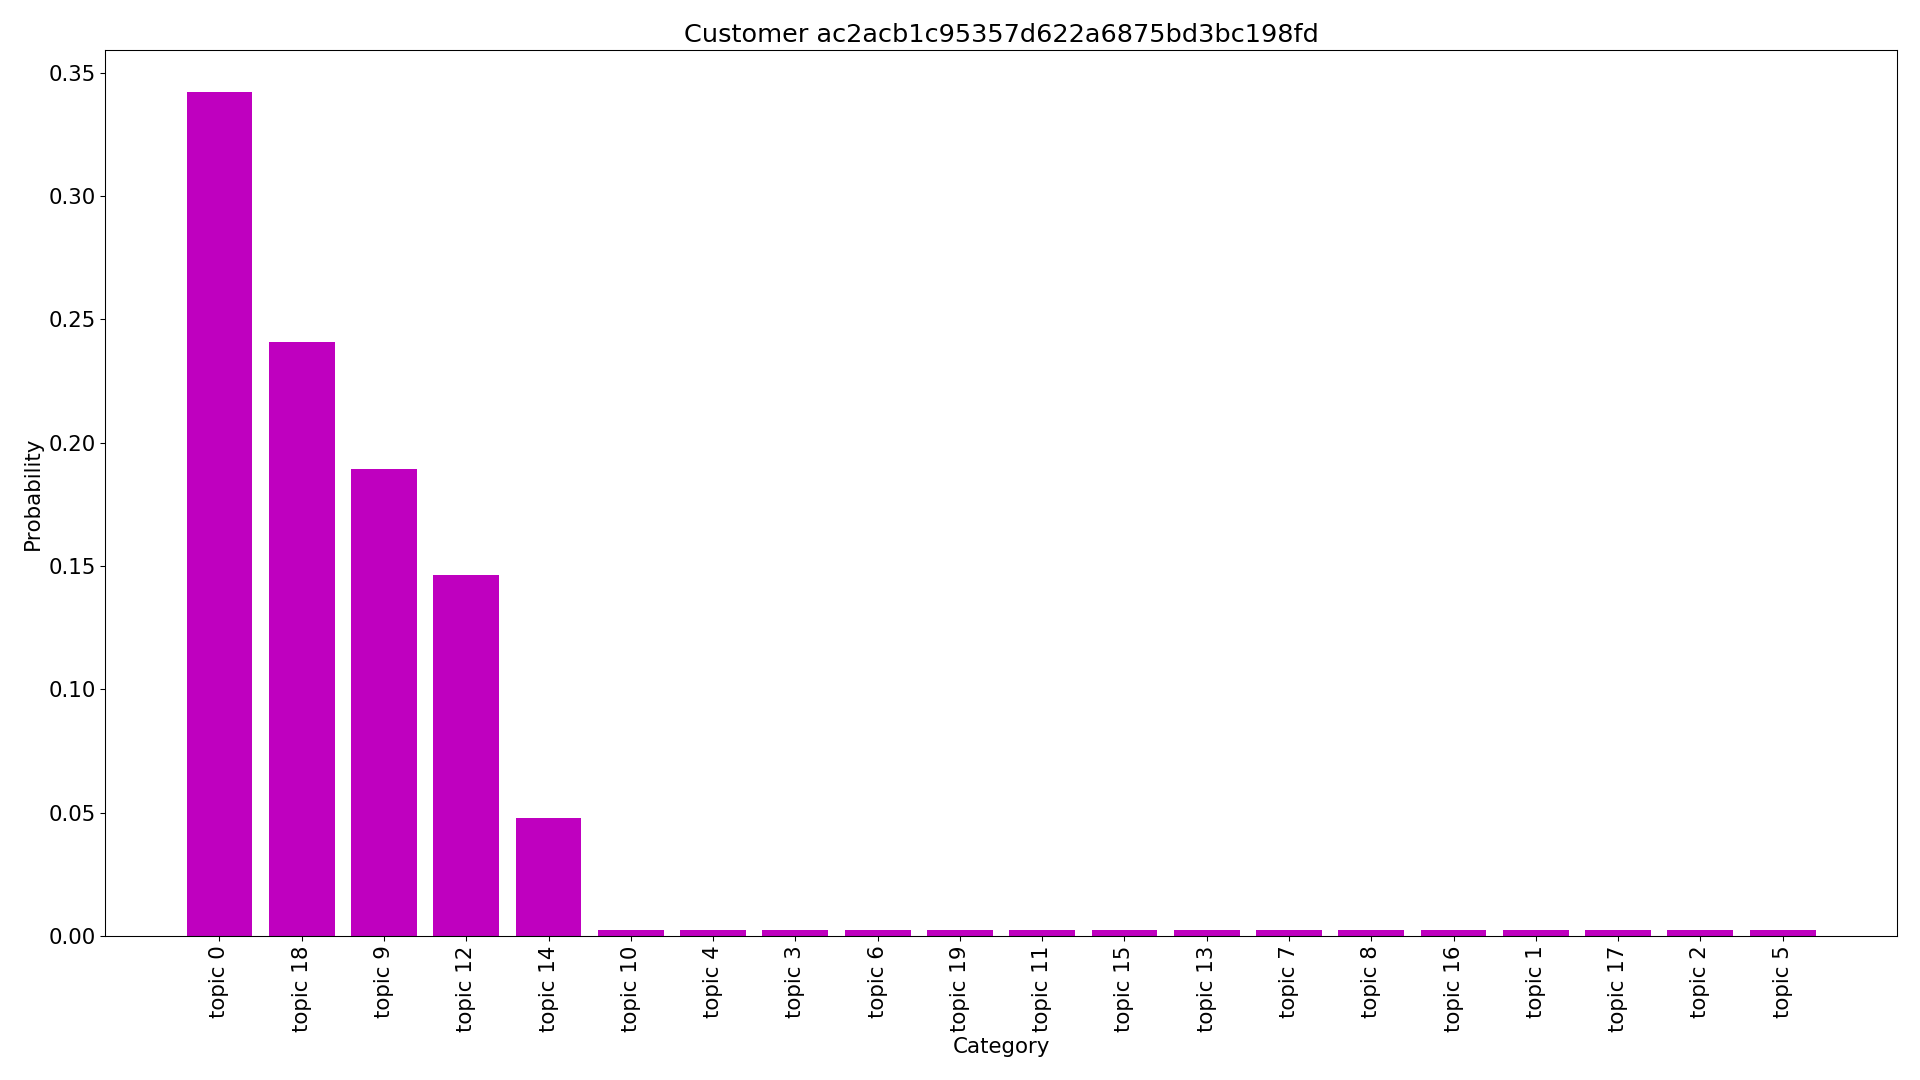 Customer ac2acb1c95357d622a6875bd3bc198fd
0.35
0.30
0.25
0.20
0.15
0.10
0.05
0.00
Probability
topic 0
topic 18
topic 9
topic 12
topic 14
topic 10
topic 4
topic 3
topic 6
topic 19
topic 11
topic 15
topic 13
topic 7
topic 8
topic 16
topic 1
topic 17
topic 2
topic 5
Category